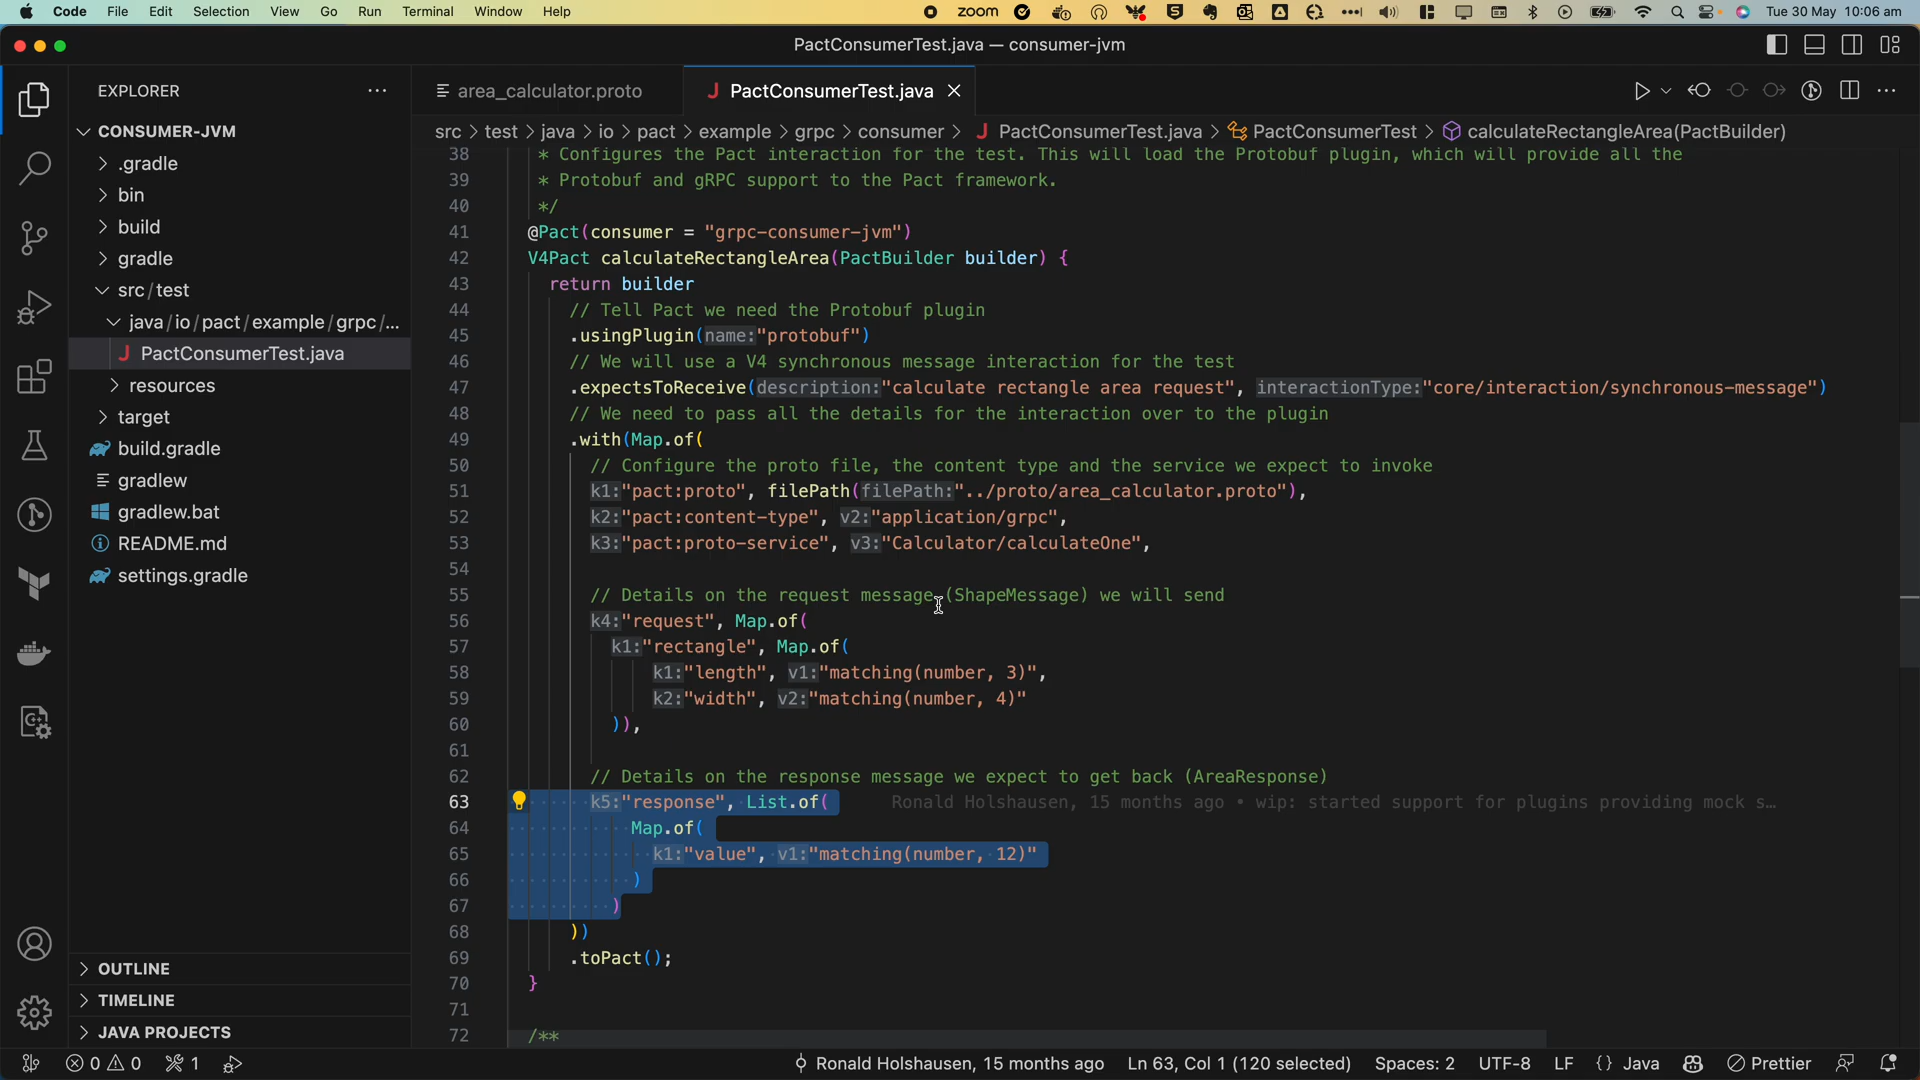 Code File Edit Selection View Go Run Terminal Window Help zoom Tue 30 May 10:06 am
PactConsumerTest.java — consumer-jvm
EXPLORER
area_calculator.proto
PactConsumerTest.java
src > test > java > io > pact > example > grpc > consumer > PactConsumerTest.java > PactConsumerTest > calculateRectangleArea(PactBuilder)
CONSUMER-JVM
.gradle
bin
build
gradle
src/test
java/io/pact/example/grpc/...
PactConsumerTest.java
resources
target
build.gradle
gradlew
gradlew.bat
README.md
settings.gradle
OUTLINE
TIMELINE
JAVA PROJECTS
38 * Configures the Pact interaction for the test. This will load the Protobuf plugin, which will provide all the
39 * Protobuf and gRPC support to the Pact framework.
40 */
41 @Pact(consumer = "grpc-consumer-jvm")
42 V4Pact calculateRectangleArea(PactBuilder builder) {
43 return builder
44 // Tell Pact we need the Protobuf plugin
45 .usingPlugin(name:"protobuf")
46 // We will use a V4 synchronous message interaction for the test
47 .expectsToReceive(description:"calculate rectangle area request", interactionType:"core/interaction/synchronous-message")
48 // We need to pass all the details for the interaction over to the plugin
49 .with(Map.of(
50 // Configure the proto file, the content type and the service we expect to invoke
51 k1:"pact:proto", filePath(filePath:"../proto/area_calculator.proto"),
52 k2:"pact:content-type", v2:"application/grpc",
53 k3:"pact:proto-service", v3:"Calculator/calculateOne",
54
55 // Details on the request message (ShapeMessage) we will send
56 k4:"request", Map.of(
57 k1:"rectangle", Map.of(
58 k1:"length", v1:"matching(number, 3)",
59 k2:"width", v2:"matching(number, 4)"
60 )),
61
62 // Details on the response message we expect to get back (AreaResponse)
63 k5:"response", List.of( Ronald Holshausen, 15 months ago • wip: started support for plugins providing mock s…
64 Map.of(
65 k1:"value", v1:"matching(number, 12)"
66 )
67 )
68 ))
69 .toPact();
70 }
71
72 /**
0 0 1 Ronald Holshausen, 15 months ago Ln 63, Col 1 (120 selected) Spaces: 2 UTF-8 LF {} Java Prettier